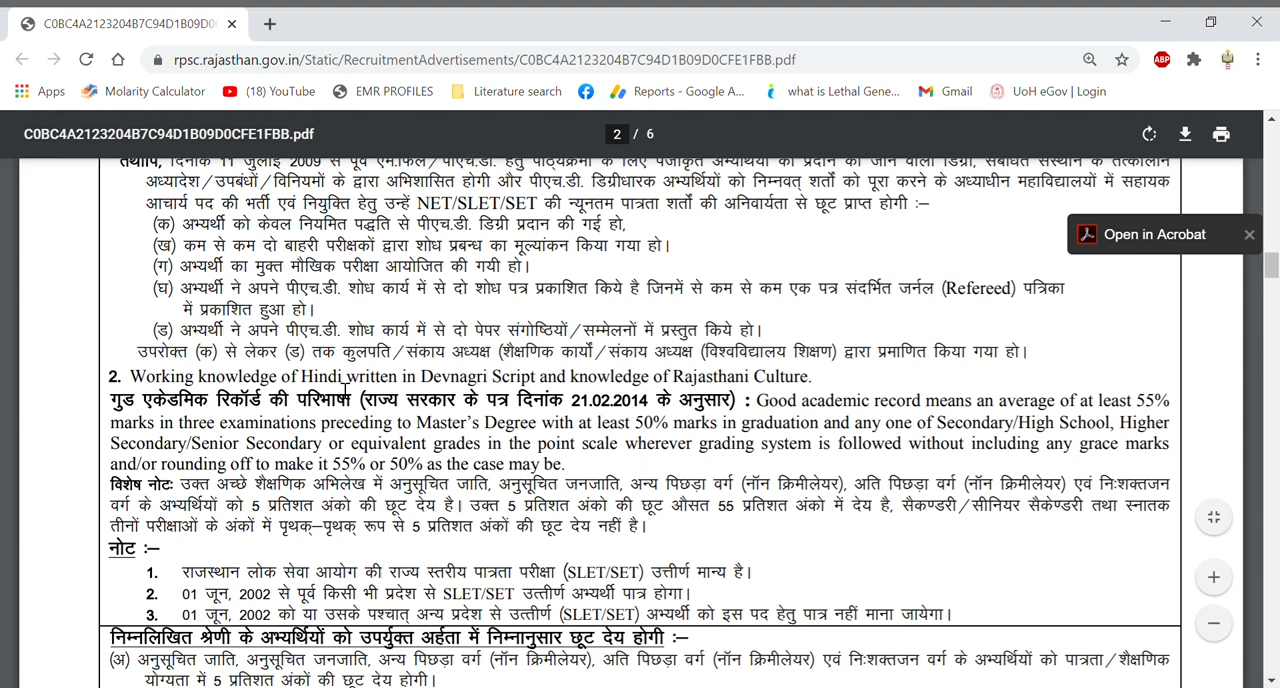 C0BC4A2123204B7C94D1B09D0
rpsc.rajasthan.gov.in/Static/RecruitmentAdvertisements/C0BC4A2123204B7C94D1B09D0CFE1FBB.pdf
ABP
Apps Molarity Calculator (18) YouTube EMR PROFILES Literature search Reports - Google A... what is Lethal Gene... Gmail UoH eGov | Login
C0BC4A2123204B7C94D1B09D0CFE1FBB.pdf 2 / 6
तथापि, दिनांक 11 जुलाई 2009 से पूर्व एम.फिल/पीएच.डी. हेतु पाठ्यक्रमों के लिए पंजीकृत अभ्यर्थियों को प्रदान की जाने वाली डिग्री, संबंधित संस्थान के तत्कालीन
अध्यादेश/उपबंधों/विनियमों के द्वारा अभिशासित होगी और पीएच.डी. डिग्रीधारक अभ्यर्थियों को निम्नवत् शर्तों को पूरा करने के अध्याधीन महाविद्यालयों में सहायक
आचार्य पद की भर्ती एवं नियुक्ति हेतु उन्हें NET/SLET/SET की न्यूनतम पात्रता शर्तों की अनिवार्यता से छूट प्राप्त होगी :–
(क) अभ्यर्थी को केवल नियमित पद्धति से पीएच.डी. डिग्री प्रदान की गई हो,
(ख) कम से कम दो बाहरी परीक्षकों द्वारा शोध प्रबन्ध का मूल्यांकन किया गया हो।
(ग) अभ्यर्थी का मुक्त मौखिक परीक्षा आयोजित की गयी हो।
(घ) अभ्यर्थी ने अपने पीएच.डी. शोध कार्य में से दो शोध पत्र प्रकाशित किये है जिनमें से कम से कम एक पत्र संदर्भित जर्नल (Refereed) पत्रिका
में प्रकाशित हुआ हो।
(ड) अभ्यर्थी ने अपने पीएच.डी. शोध कार्य में से दो पेपर संगोष्ठियों/सम्मेलनों में प्रस्तुत किये हो।
उपरोक्त (क) से लेकर (ड) तक कुलपति/संकाय अध्यक्ष (शैक्षणिक कार्यो/संकाय अध्यक्ष (विश्वविद्यालय शिक्षण) द्वारा प्रमाणित किया गया हो।
Open in Acrobat
2. Working knowledge of Hindi written in Devnagri Script and knowledge of Rajasthani Culture.
गुड एकेडमिक रिकॉर्ड की परिभाषा (राज्य सरकार के पत्र दिनांक 21.02.2014 के अनुसार) : Good academic record means an average of at least 55%
marks in three examinations preceding to Master's Degree with at least 50% marks in graduation and any one of Secondary/High School, Higher
Secondary/Senior Secondary or equivalent grades in the point scale wherever grading system is followed without including any grace marks
and/or rounding off to make it 55% or 50% as the case may be.
विशेष नोटः उक्त अच्छे शैक्षणिक अभिलेख में अनुसूचित जाति, अनुसूचित जनजाति, अन्य पिछड़ा वर्ग (नॉन क्रिमीलेयर), अति पिछड़ा वर्ग (नॉन क्रिमीलेयर) एवं निःशक्तजन
वर्ग के अभ्यर्थियों को 5 प्रतिशत अंको की छूट देय है। उक्त 5 प्रतिशत अंको की छूट औसत 55 प्रतिशत अंको में देय है, सैकण्डरी/सीनियर सैकेण्डरी तथा स्नातक
तीनों परीक्षाओं के अंकों में पृथक्–पृथक् रूप से 5 प्रतिशत अंकों की छूट देय नहीं है।
नोट :–
1. राजस्थान लोक सेवा आयोग की राज्य स्तरीय पात्रता परीक्षा (SLET/SET) उत्तीर्ण मान्य है।
2. 01 जून, 2002 से पूर्व किसी भी प्रदेश से SLET/SET उत्तीर्ण अभ्यर्थी पात्र होगा।
3. 01 जून, 2002 को या उसके पश्चात् अन्य प्रदेश से उत्तीर्ण (SLET/SET) अभ्यर्थी को इस पद हेतु पात्र नहीं माना जायेगा।
निम्नलिखित श्रेणी के अभ्यर्थियों को उपर्युक्त अर्हता में निम्नानुसार छूट देय होगी :–
(अ) अनुसूचित जाति, अनुसूचित जनजाति, अन्य पिछड़ा वर्ग (नॉन क्रिमीलेयर), अति पिछड़ा वर्ग (नॉन क्रिमीलेयर) एवं निःशक्तजन वर्ग के अभ्यर्थियों को पात्रता/शैक्षणिक
योग्यता में 5 प्रतिशत अंकों की छूट देय होगी।